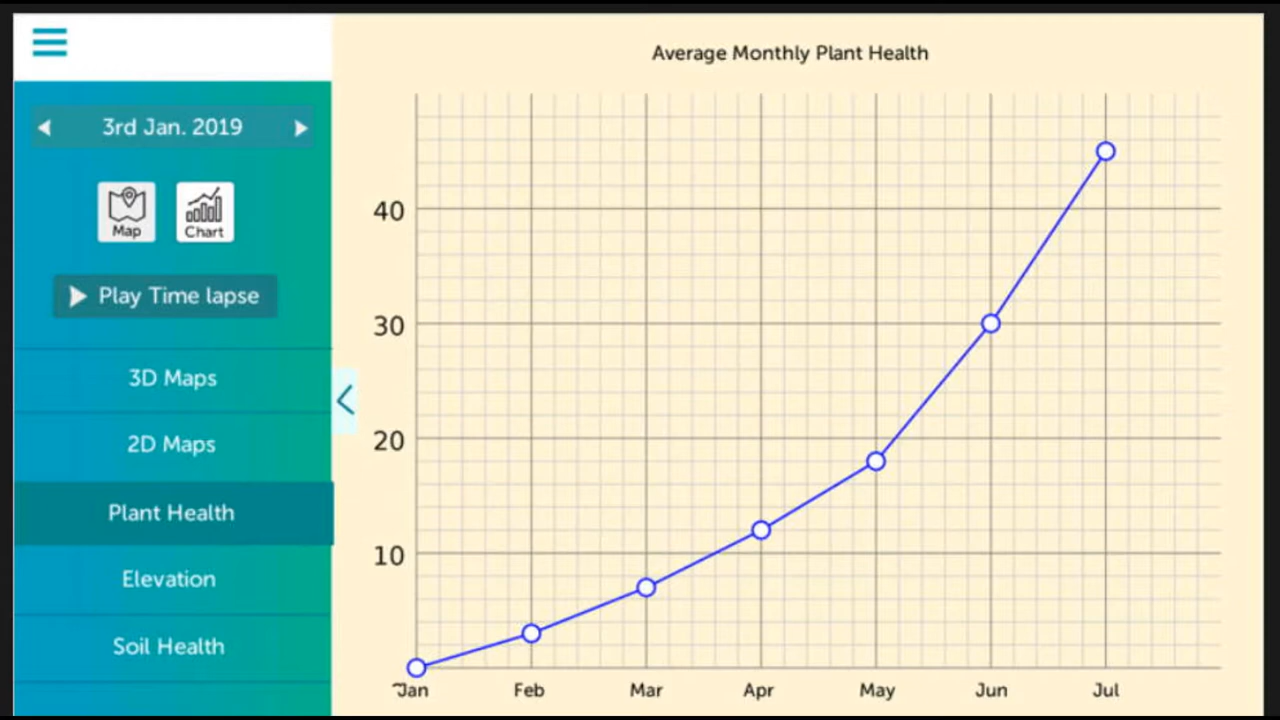 Average Monthly Plant Health
3rd Jan. 2019
Map
Chart
Play Time lapse
3D Maps
2D Maps
Plant Health
Elevation
Soil Health
40
30
20
10
Jan Feb Mar Apr May Jun Jul